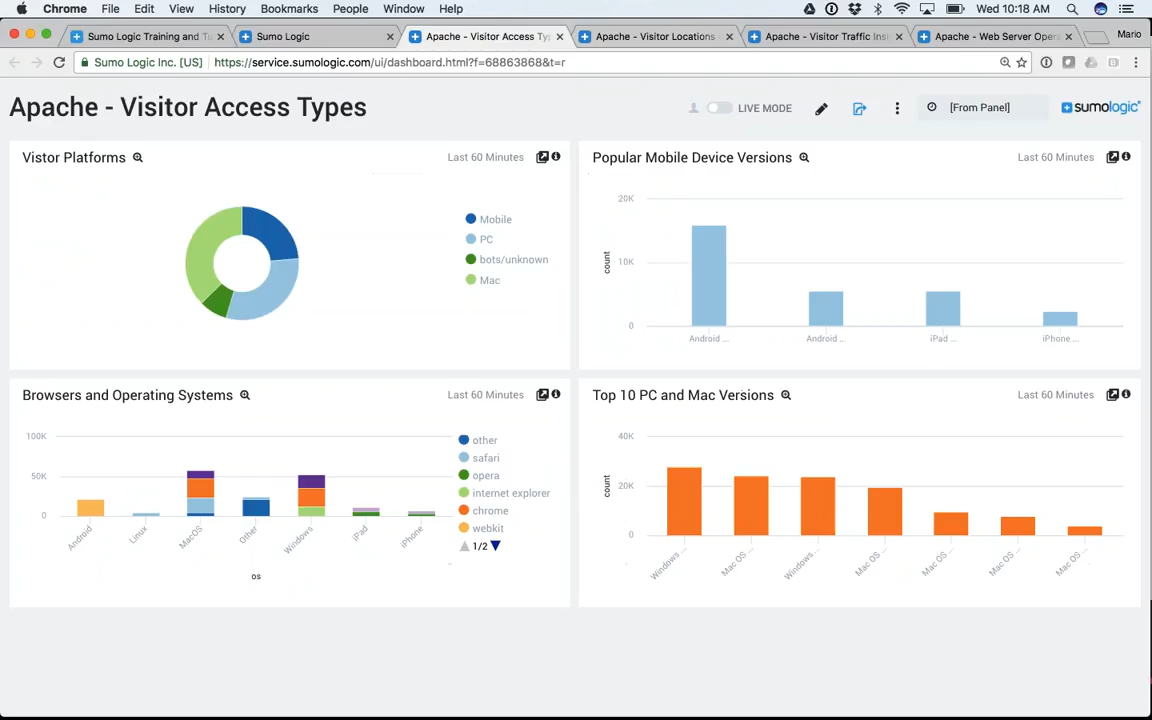 Chrome File Edit View History Bookmarks People Window Help Wed 10:18 AM
Sumo Logic Training and Tu
Sumo Logic
Apache - Visitor Access Typ
Apache - Visitor Locations
Apache - Visitor Traffic Insi
Apache - Web Server Opera
Mario
Sumo Logic Inc. [US] https://service.sumologic.com/ui/dashboard.html?f=68863868&t=r
Apache - Visitor Access Types
LIVE MODE
[From Panel]
sumologic
Vistor Platforms
Last 60 Minutes
Mobile
PC
bots/unknown
Mac
Popular Mobile Device Versions
Last 60 Minutes
20K
10K
0
count
Android ...
Android ...
iPad ...
iPhone ...
Browsers and Operating Systems
Last 60 Minutes
100K
50K
0
Android
Linux
MacOS
Other
Windows
iPad
iPhone
os
other
safari
opera
internet explorer
chrome
webkit
1/2
Top 10 PC and Mac Versions
Last 60 Minutes
40K
20K
0
count
Windows ...
Mac OS ...
Windows ...
Mac OS ...
Mac OS ...
Mac OS ...
Mac OS ...